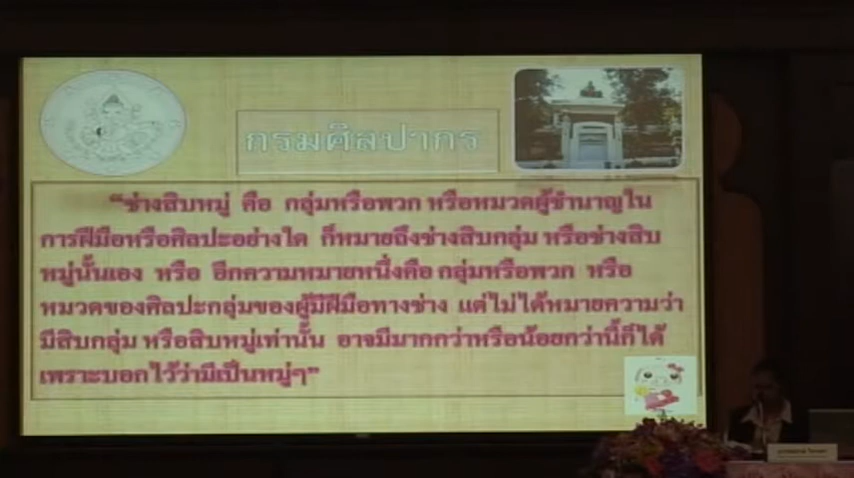 กรมศิลปากร
“ช่างสิบหมู่ คือ กลุ่มหรือพวก หรือหมวดผู้ชำนาญใน
การฝีมือหรือศิลปะอย่างใด ก็หมายถึงช่างสิบกลุ่ม หรือช่างสิบ
หมู่นั้นเอง หรือ อีกความหมายหนึ่งคือ กลุ่มหรือพวก หรือ
หมวดของศิลปะกลุ่มของผู้มีฝีมือทางช่าง แต่ไม่ได้หมายความว่า
มีสิบกลุ่ม หรือสิบหมู่เท่านั้น อาจมีมากกว่าหรือน้อยกว่านี้ก็ได้
เพราะบอกไว้ว่ามีเป็นหมู่ๆ”